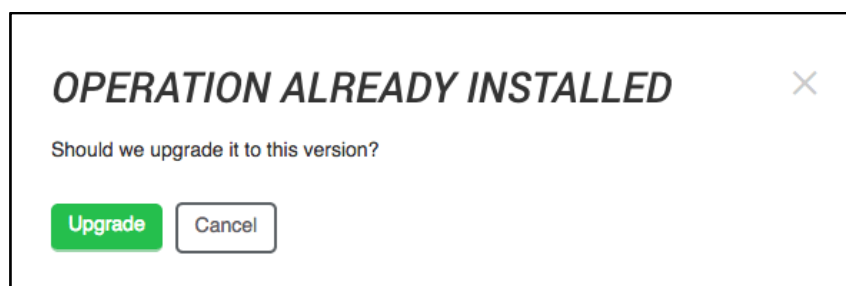 OPERATION ALREADY INSTALLED
Should we upgrade it to this version?
Upgrade
Cancel